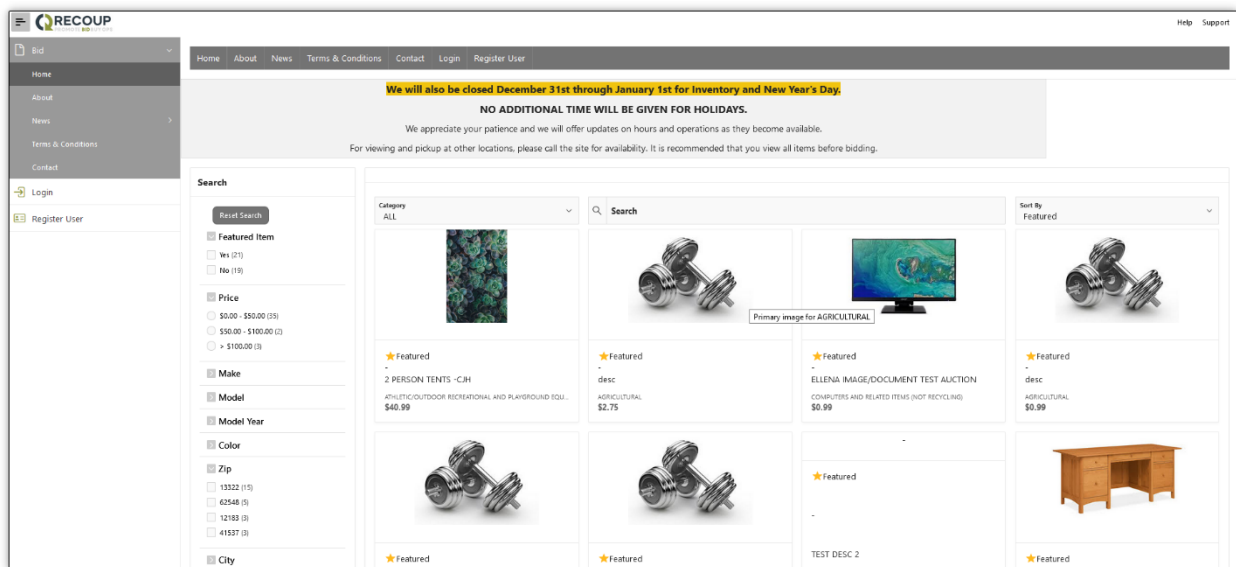 RECOUP
Help Support
Bid
Home
About
News
Terms & Conditions
Contact
Login
Register User
Home About News Terms & Conditions Contact Login Register User
We will also be closed December 31st through January 1st for Inventory and New Year's Day.
NO ADDITIONAL TIME WILL BE GIVEN FOR HOLIDAYS.
We appreciate your patience and we will offer updates on hours and operations as they become available.
For viewing and pickup at other locations, please call the site for availability. It is recommended that you view all items before bidding.
Search
Reset Search
Featured Item
Yes (21)
No (19)
Price
$0.00 - $50.00 (35)
$50.00 - $100.00 (2)
> $100.00 (3)
Make
Model
Model Year
Color
Zip
13322 (15)
62548 (5)
12183 (3)
41537 (3)
City
Category
ALL
Search
Sort By
Featured
Featured
-
2 PERSON TENTS -CJH
ATHLETIC/OUTDOOR RECREATIONAL AND PLAYGROUND EQU...
$40.99
Primary image for AGRICULTURAL
Featured
-
desc
AGRICULTURAL
$2.75
Featured
-
ELLENA IMAGE/DOCUMENT TEST AUCTION
COMPUTERS AND RELATED ITEMS (NOT RECYCLING)
$0.99
Featured
-
desc
AGRICULTURAL
$0.99
Featured
Featured
-
Featured
-
TEST DESC 2
Featured